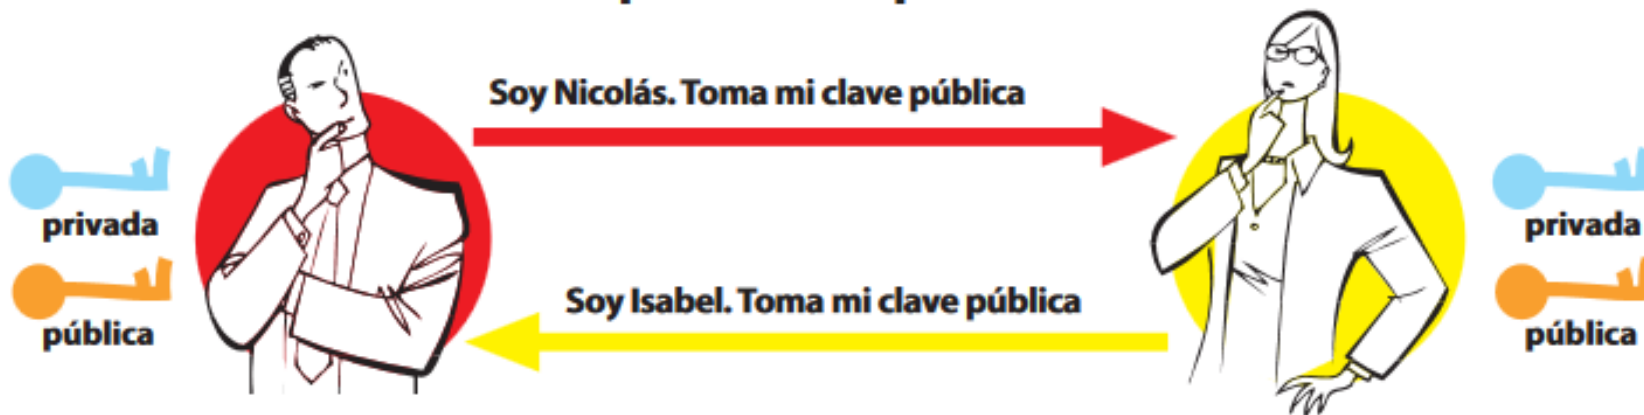 Soy Nicolás. Toma mi clave pública
privada
privada
Soy Isabel. Toma mi clave pública
pública
pública